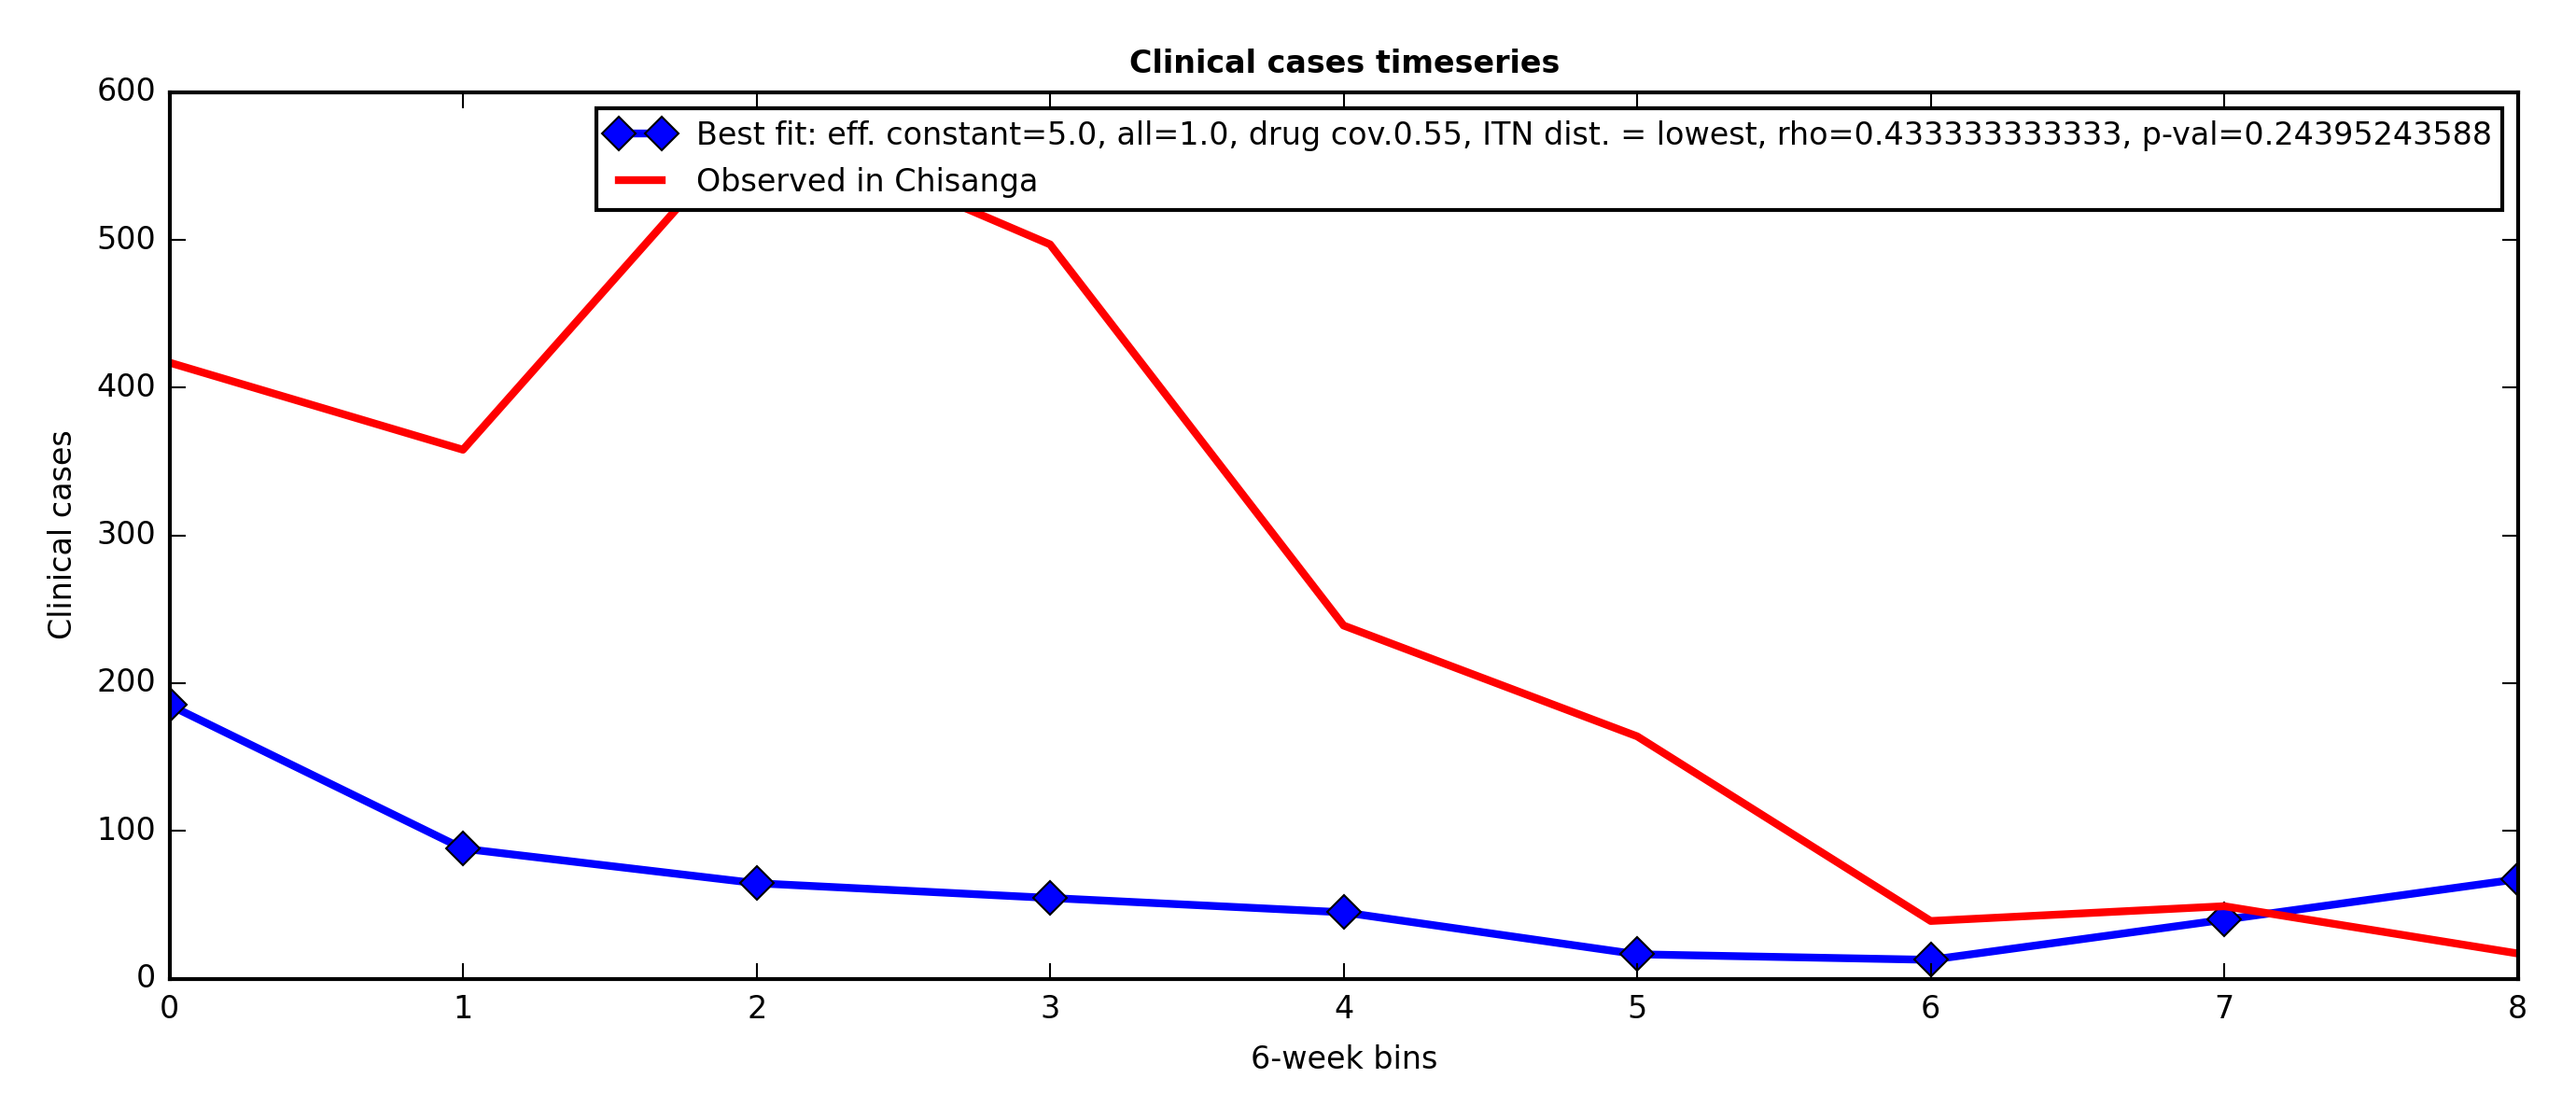 Clinical cases timeseries
600
500
400
300
200
100
0
Clinical cases
Best fit: eff. constant=5.0, all=1.0, drug cov.0.55, ITN dist. = lowest, rho=0.433333333333, p-val=0.24395243588
Observed in Chisanga
0 1 2 3 4 5 6 7 8
6-week bins